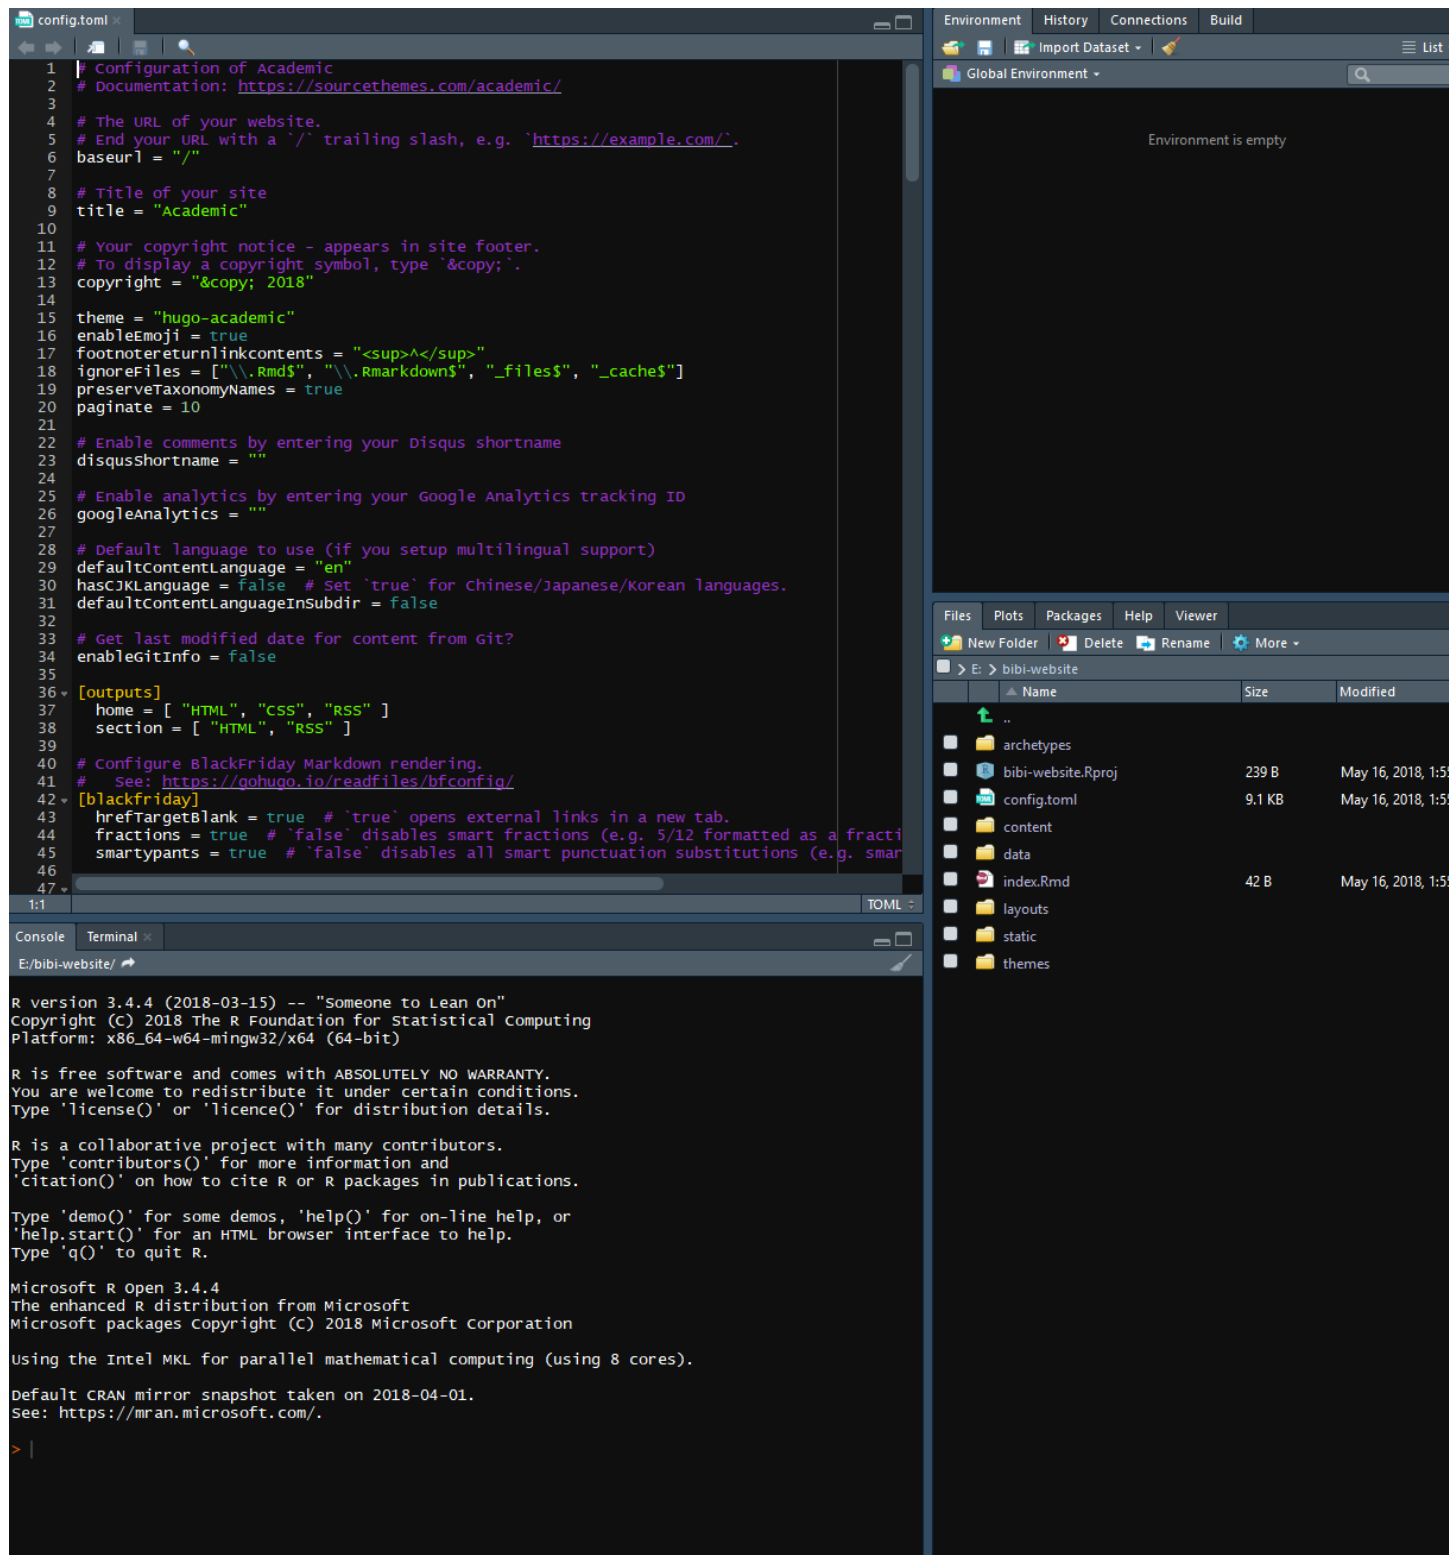 config.toml
1 # Configuration of Academic
2 # Documentation: https://sourcethemes.com/academic/
3
4 # The URL of your website.
5 # End your URL with a `/` trailing slash, e.g. `https://example.com/`.
6 baseurl = "/"
7
8 # Title of your site
9 title = "Academic"
10
11 # Your copyright notice - appears in site footer.
12 # To display a copyright symbol, type `&copy;`.
13 copyright = "&copy; 2018"
14
15 theme = "hugo-academic"
16 enableEmoji = true
17 footnotereturnlinkcontents = "<sup>^</sup>"
18 ignoreFiles = ["\\.Rmd$", "\\.Rmarkdown$", "_files$", "_cache$"]
19 preserveTaxonomyNames = true
20 paginate = 10
21
22 # Enable comments by entering your Disqus shortname
23 disqusShortname = ""
24
25 # Enable analytics by entering your Google Analytics tracking ID
26 googleAnalytics = ""
27
28 # Default language to use (if you setup multilingual support)
29 defaultContentLanguage = "en"
30 hasCJKLanguage = false # Set `true` for Chinese/Japanese/Korean languages.
31 defaultContentLanguageInSubdir = false
32
33 # Get last modified date for content from Git?
34 enableGitInfo = false
35
36 [outputs]
37 home = [ "HTML", "CSS", "RSS" ]
38 section = [ "HTML", "RSS" ]
39
40 # Configure BlackFriday Markdown rendering.
41 # See: https://gohugo.io/readfiles/bfconfig/
42 [blackfriday]
43 hrefTargetBlank = true # `true` opens external links in a new tab.
44 fractions = true # `false` disables smart fractions (e.g. 5/12 formatted as a fracti
45 smartypants = true # `false` disables all smart punctuation substitutions (e.g. smar
46
47
1:1 TOML
Console Terminal
E:/bibi-website/
R version 3.4.4 (2018-03-15) -- "Someone to Lean On"
Copyright (C) 2018 The R Foundation for Statistical Computing
Platform: x86_64-w64-mingw32/x64 (64-bit)
R is free software and comes with ABSOLUTELY NO WARRANTY.
You are welcome to redistribute it under certain conditions.
Type 'license()' or 'licence()' for distribution details.
R is a collaborative project with many contributors.
Type 'contributors()' for more information and
'citation()' on how to cite R or R packages in publications.
Type 'demo()' for some demos, 'help()' for on-line help, or
'help.start()' for an HTML browser interface to help.
Type 'q()' to quit R.
Microsoft R Open 3.4.4
The enhanced R distribution from Microsoft
Microsoft packages Copyright (C) 2018 Microsoft Corporation
Using the Intel MKL for parallel mathematical computing (using 8 cores).
Default CRAN mirror snapshot taken on 2018-04-01.
See: https://mran.microsoft.com/.
>
Environment History Connections Build
Import Dataset List
Global Environment
Environment is empty
Files Plots Packages Help Viewer
New Folder Delete Rename More
E: bibi-website
Name Size Modified
..
archetypes
bibi-website.Rproj 239 B May 16, 2018, 1:55
config.toml 9.1 KB May 16, 2018, 1:55
content
data
index.Rmd 42 B May 16, 2018, 1:55
layouts
static
themes